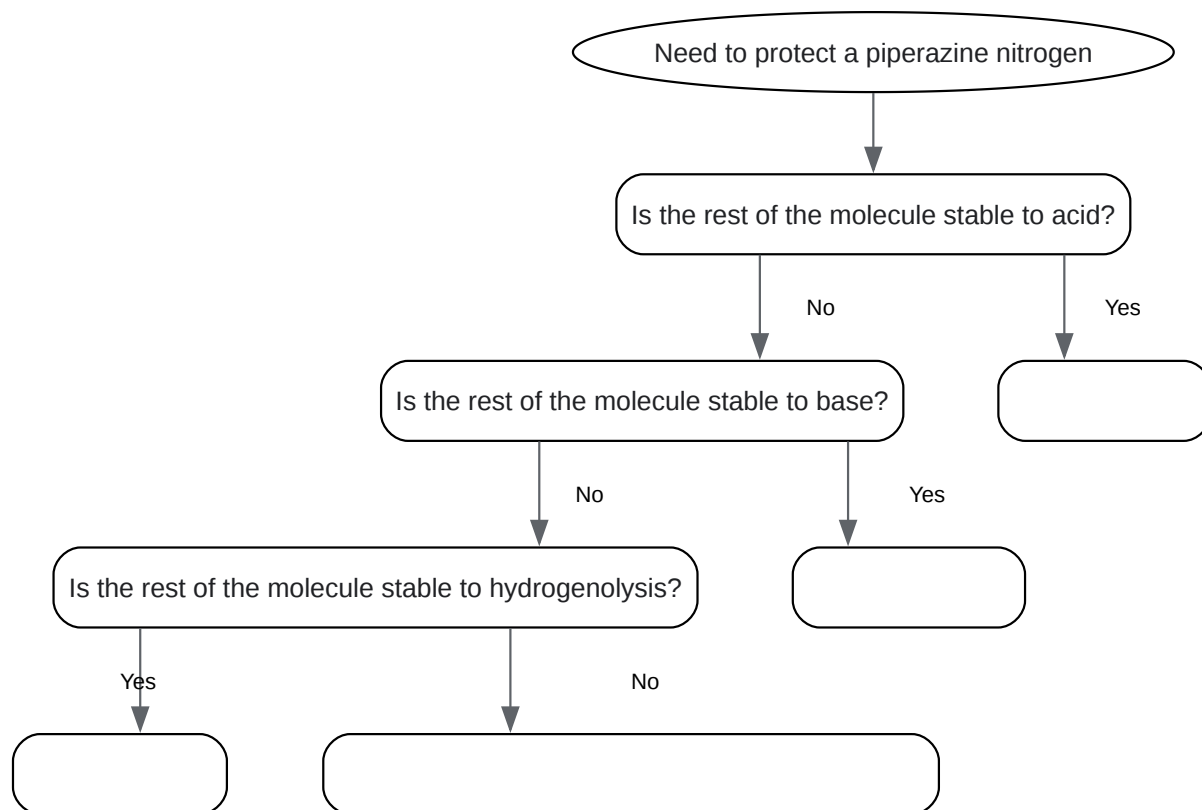 Need to protect a piperazine nitrogen
Is the rest of the molecule stable to acid?
No
Yes
Is the rest of the molecule stable to base?
No
Yes
Is the rest of the molecule stable to hydrogenolysis?
Yes
No